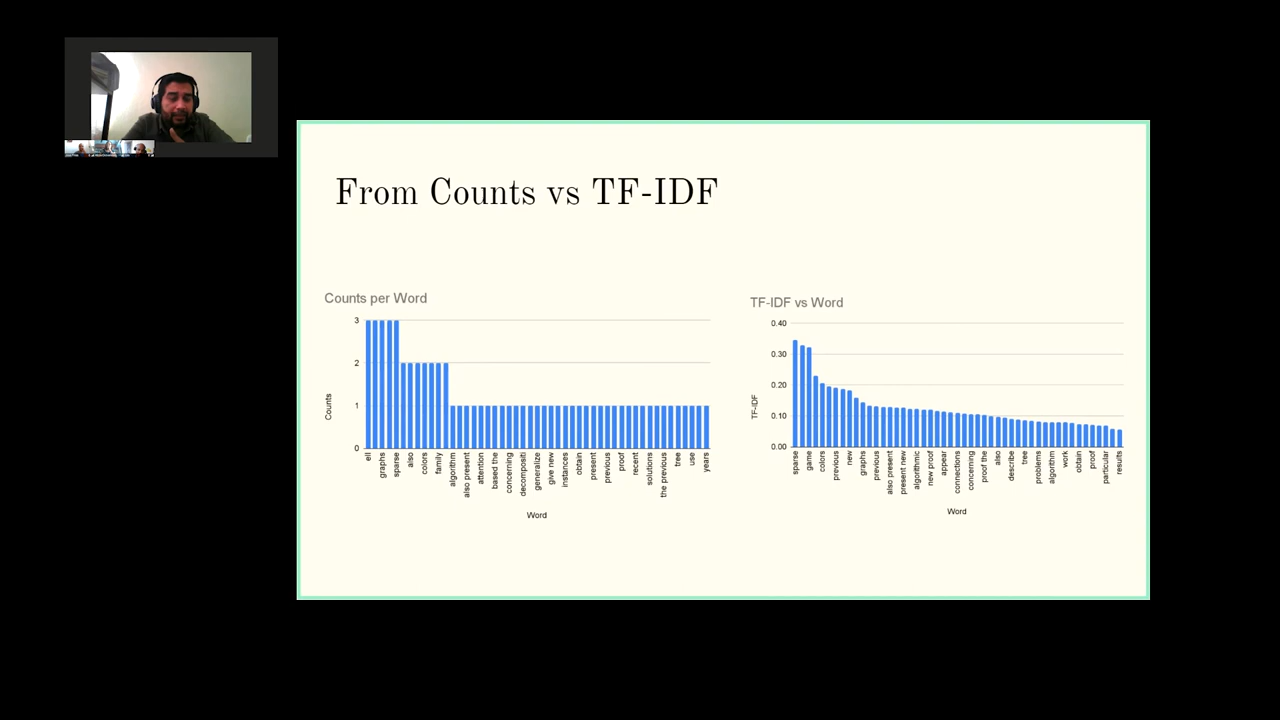 From Counts vs TF-IDF
Counts per Word
3
2
1
0
Counts
ell
graphs
sparse
also
colors
family
algorithm
also present
attention
based the
concerning
decompositi
generalize
give new
instances
obtain
present
previous
proof
recent
solutions
the previous
tree
use
years
Word
TF-IDF vs Word
0.40
0.30
0.20
0.10
0.00
TF-IDF
sparse
game
colors
previous
new
graphs
previous
also present
present new
algorithmic
new proof
appear
connections
concerning
proof the
also
describe
tree
problems
algorithm
work
obtain
proof
particular
results
Word